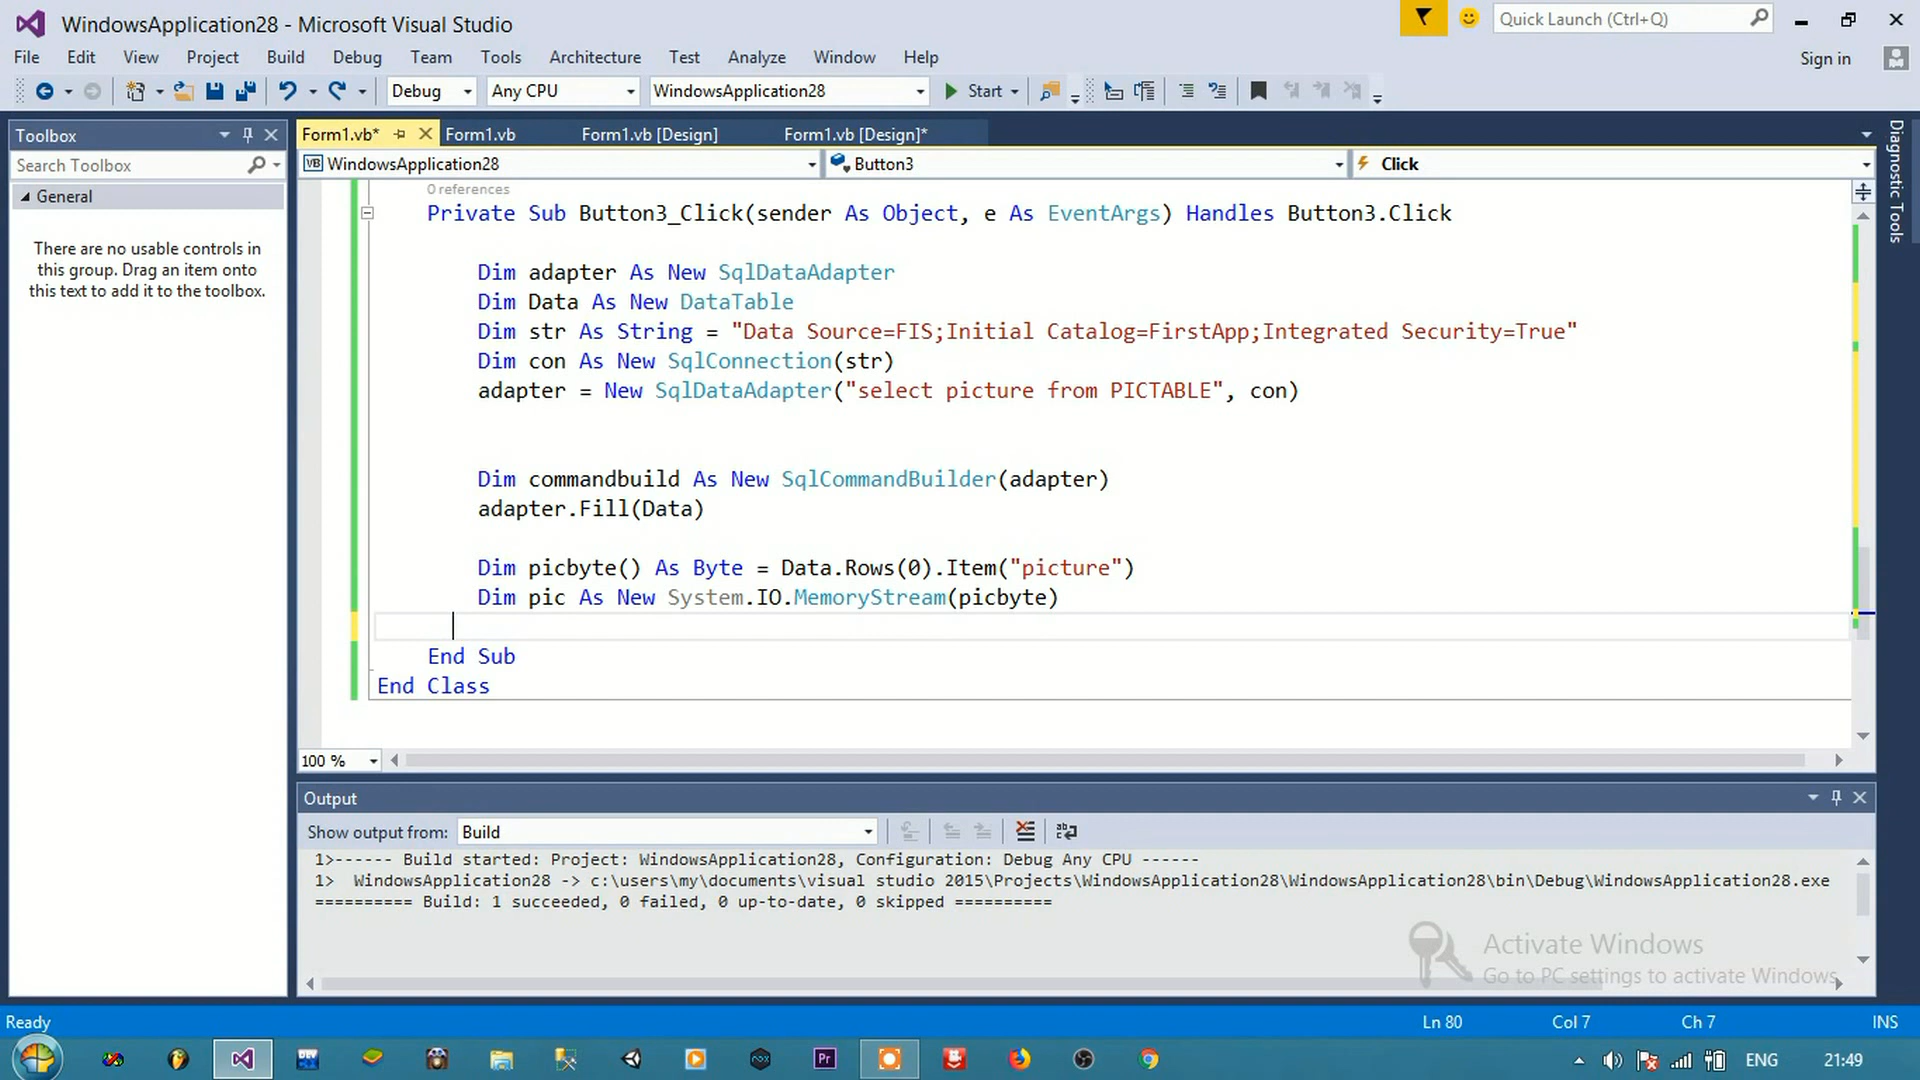 WindowsApplication28 - Microsoft Visual Studio
Quick Launch (Ctrl+Q)
File Edit View Project Build Debug Team Tools Architecture Test Analyze Window Help
Sign in
Debug Any CPU WindowsApplication28 Start
Toolbox
Search Toolbox
General
There are no usable controls in
this group. Drag an item onto
this text to add it to the toolbox.
Form1.vb* Form1.vb Form1.vb [Design] Form1.vb [Design]*
VB WindowsApplication28 Button3 Click
Diagnostic Tools
0 references
Private Sub Button3_Click(sender As Object, e As EventArgs) Handles Button3.Click
Dim adapter As New SqlDataAdapter
Dim Data As New DataTable
Dim str As String = "Data Source=FIS;Initial Catalog=FirstApp;Integrated Security=True"
Dim con As New SqlConnection(str)
adapter = New SqlDataAdapter("select picture from PICTABLE", con)
Dim commandbuild As New SqlCommandBuilder(adapter)
adapter.Fill(Data)
Dim picbyte() As Byte = Data.Rows(0).Item("picture")
Dim pic As New System.IO.MemoryStream(picbyte)
End Sub
End Class
100 %
Output
Show output from: Build
1>------ Build started: Project: WindowsApplication28, Configuration: Debug Any CPU ------
1>  WindowsApplication28 -> c:\users\my\documents\visual studio 2015\Projects\WindowsApplication28\WindowsApplication28\bin\Debug\WindowsApplication28.exe
========== Build: 1 succeeded, 0 failed, 0 up-to-date, 0 skipped ==========
Activate Windows
Go to PC settings to activate Windows.
Ready Ln 80 Col 7 Ch 7 INS
Pr ENG 21:49